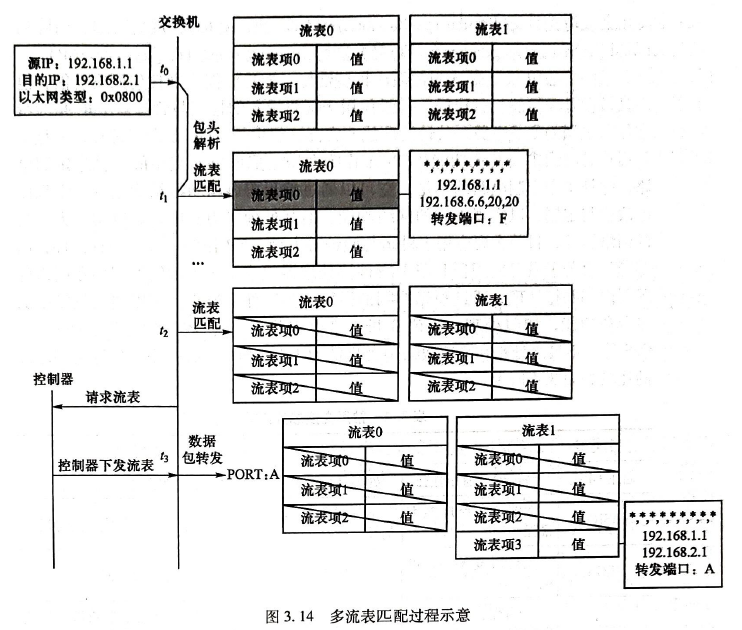 交换机
源IP：192.168.1.1
目的IP：192.168.2.1
以太网类型：0x0800
t0
流表0
流表项0 值
流表项1 值
流表项2 值
流表1
流表项0 值
流表项1 值
流表项2 值
包头
解析
流表
匹配
t1
流表0
流表项0 值
流表项1 值
流表项2 值
*,*,*,*,*,*,*,*,*
192.168.1.1
192.168.6.6,20,20
转发端口：F
...
流表
匹配
t2
流表0
流表项0 值
流表项1 值
流表项2 值
流表1
流表项0 值
流表项1 值
流表项2 值
控制器
请求流表
控制器下发流表
t3
数据
包转发
PORT:A
流表0
流表项0 值
流表项1 值
流表项2 值
流表1
流表项0 值
流表项1 值
流表项2 值
流表项3 值
*,*,*,*,*,*,*,*,*
192.168.1.1
192.168.2.1
转发端口：A
图 3.14 多流表匹配过程示意